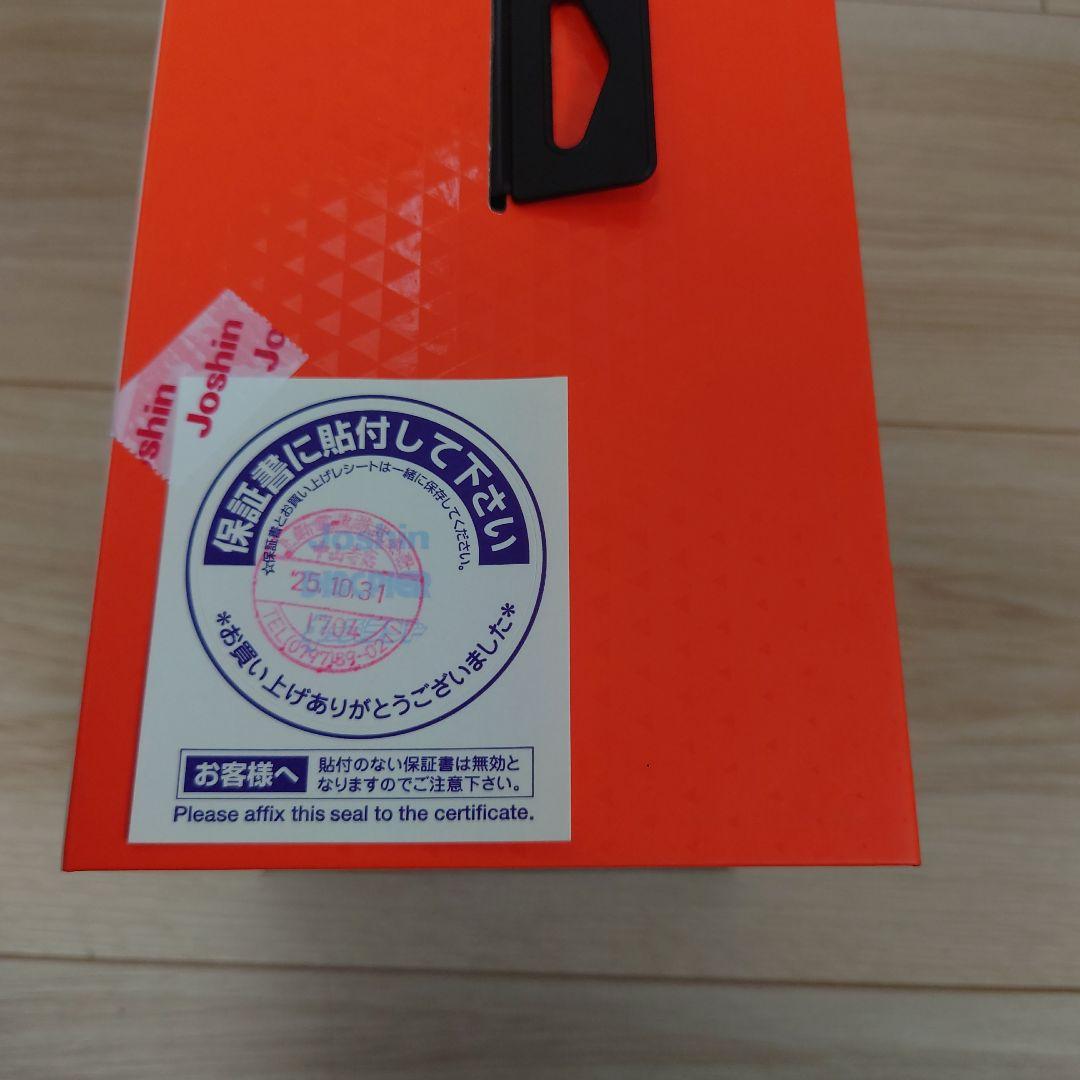 shin
Joshin
Jo
保証書に貼付して下さい
☆保証書とお買い上げレシートは一緒に保存してください。
Joshin
'25.10.31
1704
*お買い上げありがとうございました*
お客様へ
貼付のない保証書は無効と
なりますのでご注意下さい。
Please affix this seal to the certificate.